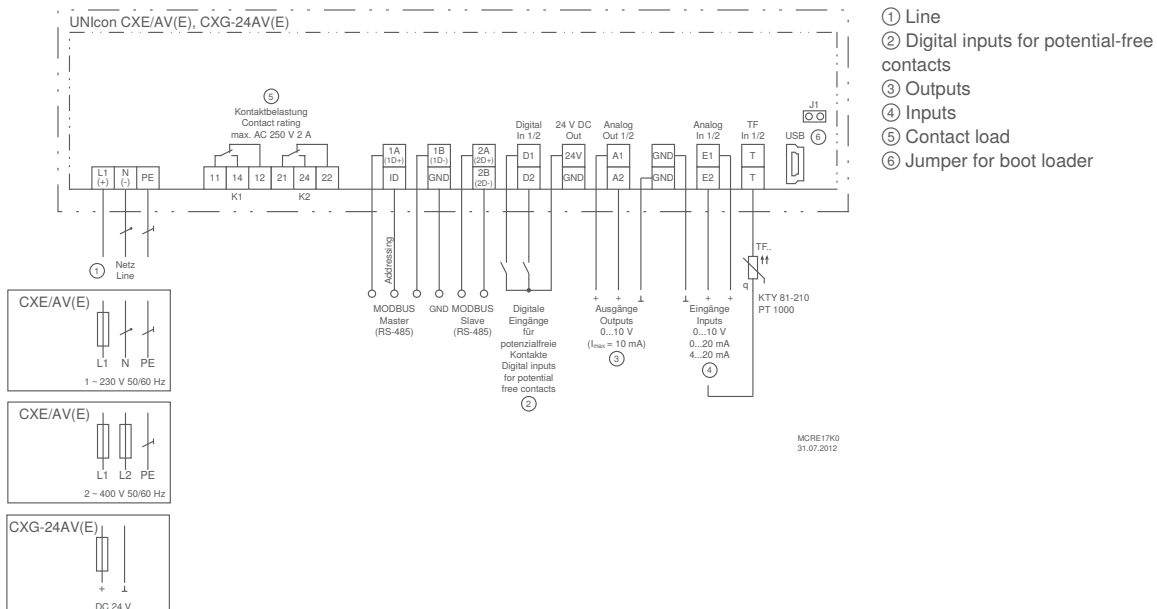 UNIcon CXE/AV(E), CXG-24AV(E)
① Line
② Digital inputs for potential-free
contacts
③ Outputs
④ Inputs
⑤ Contact load
⑥ Jumper for boot loader
⑤
Kontaktbelastung
Contact rating
max. AC 250 V 2 A
Digital
In 1/2
24 V DC
Out
Analog
Out 1/2
Analog
In 1/2
TF
In 1/2
J1
USB ⑥
L1
(+)
N
(-)
PE
11 14 12 21 24 22
K1 K2
1A
(1D+)
ID
1B
(1D-)
GND
2A
(2D+)
2B
(2D-)
D1
D2
24V
GND
A1
A2
GND
GND
E1
E2
T
T
① Netz
Line
Addressing
MODBUS
Master
(RS-485)
GND
MODBUS
Slave
(RS-485)
Digitale
Eingänge
für
potenzialfreie
Kontakte
Digital inputs
for potential
free contacts
②
+ + ⊥
Ausgänge
Outputs
0...10 V
(Imax = 10 mA)
③
⊥ + +
Eingänge
Inputs
0...10 V
0...20 mA
4...20 mA
④
TF..
q
KTY 81-210
PT 1000
CXE/AV(E)
L1 N PE
1 ~ 230 V 50/60 Hz
CXE/AV(E)
L1 L2 PE
2 ~ 400 V 50/60 Hz
CXG-24AV(E)
+ ⊥
DC 24 V
MCRE17K0
31.07.2012